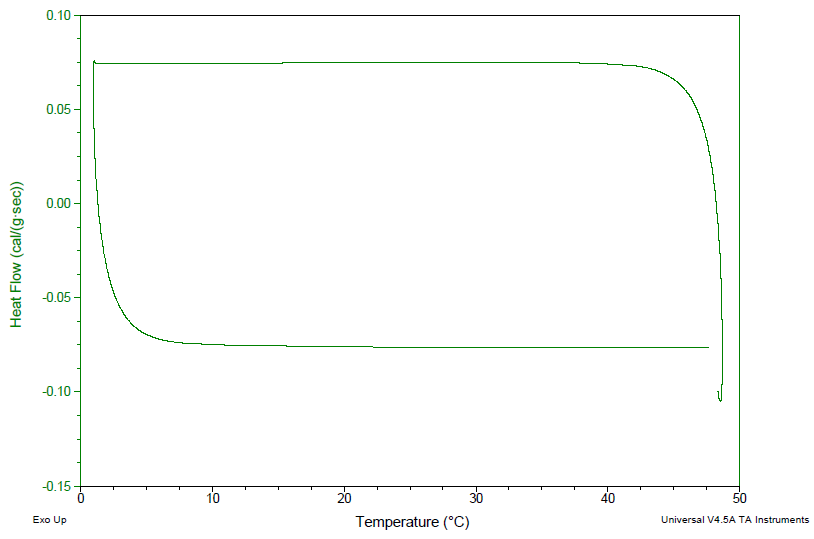 0.10
0.05
0.00
-0.05
-0.10
-0.15
Heat Flow (cal/(g·sec))
0 10 20 30 40 50
Exo Up
Temperature (°C)
Universal V4.5A TA Instruments